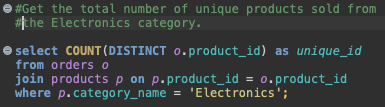 #Get the total number of unique products sold from
#the Electronics category.
select COUNT(DISTINCT o.product_id) as unique_id
from orders o
join products p on p.product_id = o.product_id
where p.category_name = 'Electronics';